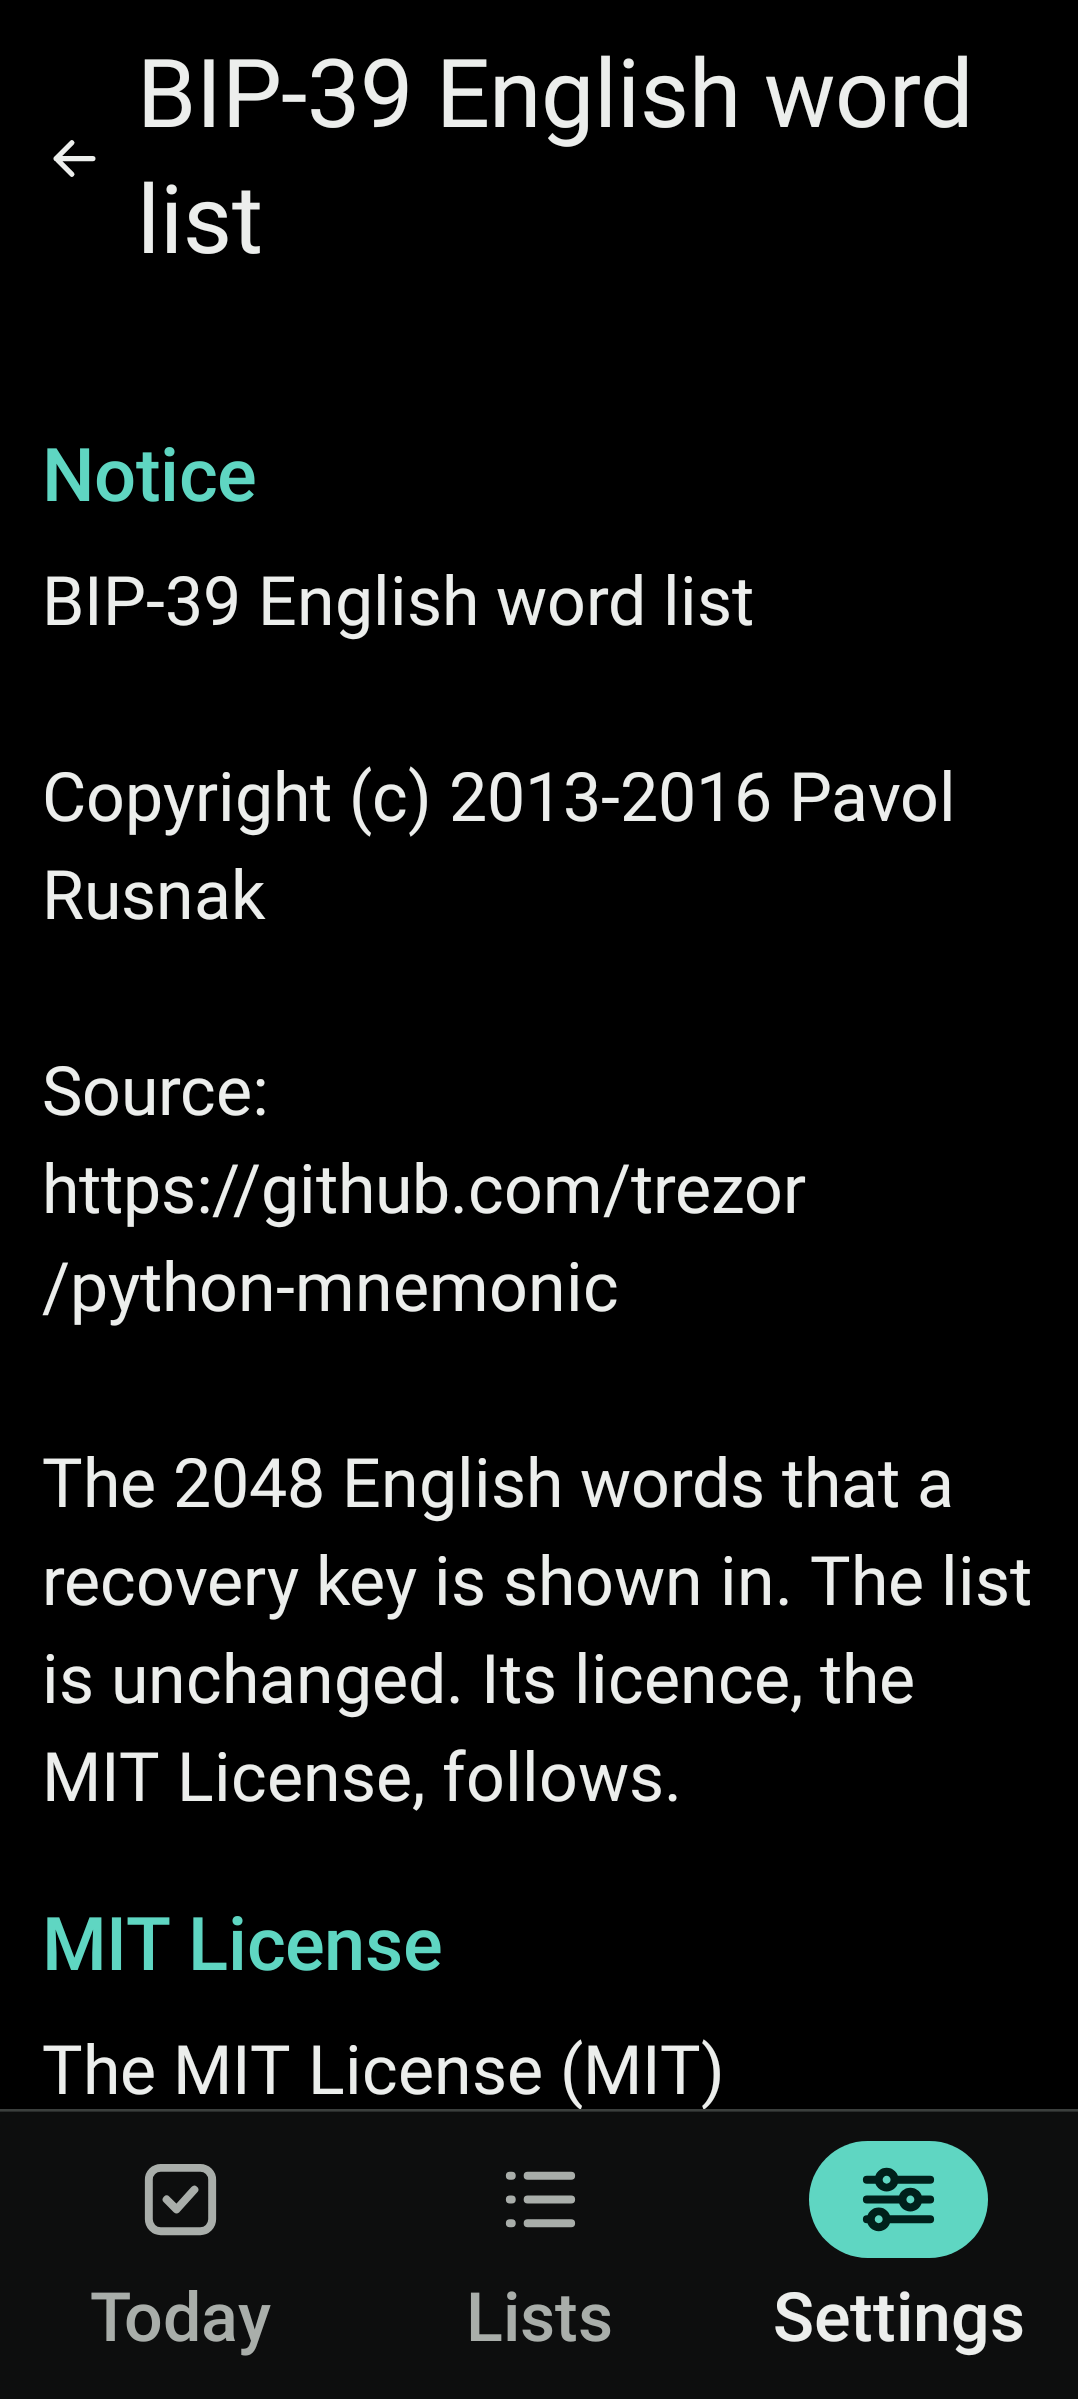 BIP-39 English word
list
Notice
BIP-39 English word list
Copyright (c) 2013-2016 Pavol
Rusnak
Source:
https://github.com/trezor
/python-mnemonic
The 2048 English words that a
recovery key is shown in. The list
is unchanged. Its licence, the
MIT License, follows.
MIT License
The MIT License (MIT)
Today
Lists
Settings